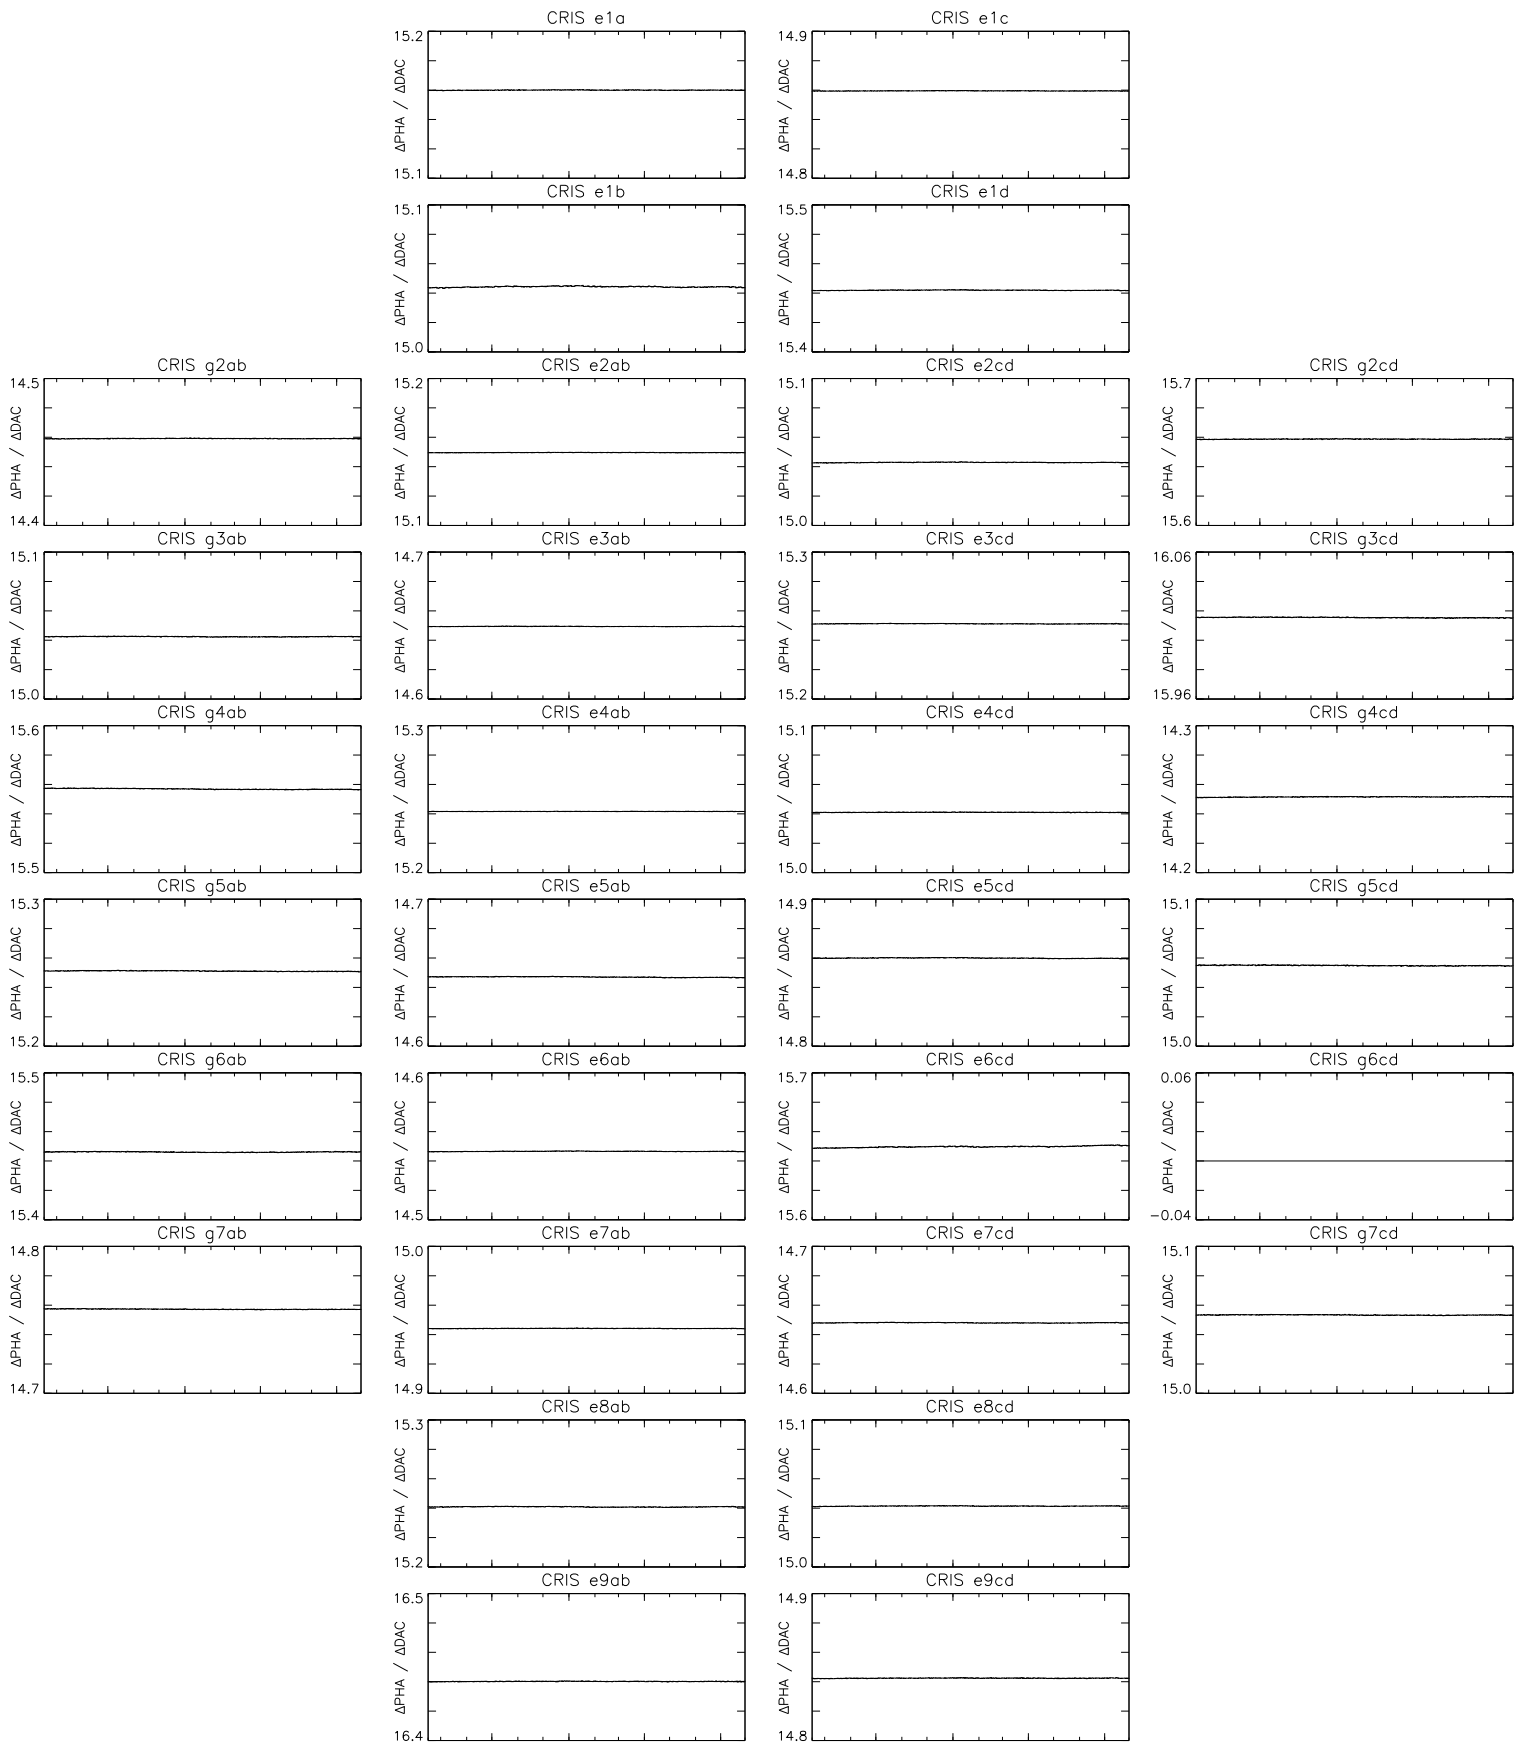 CRIS e1a
CRIS e1c
15.2
ΔPHA / ΔDAC
15.1
14.9
ΔPHA / ΔDAC
14.8
CRIS e1b
CRIS e1d
15.1
ΔPHA / ΔDAC
15.0
15.5
ΔPHA / ΔDAC
15.4
CRIS g2ab
CRIS e2ab
CRIS e2cd
CRIS g2cd
14.5
ΔPHA / ΔDAC
14.4
15.2
ΔPHA / ΔDAC
15.1
15.1
ΔPHA / ΔDAC
15.0
15.7
ΔPHA / ΔDAC
15.6
CRIS g3ab
CRIS e3ab
CRIS e3cd
CRIS g3cd
15.1
ΔPHA / ΔDAC
15.0
14.7
ΔPHA / ΔDAC
14.6
15.3
ΔPHA / ΔDAC
15.2
16.06
ΔPHA / ΔDAC
15.96
CRIS g4ab
CRIS e4ab
CRIS e4cd
CRIS g4cd
15.6
ΔPHA / ΔDAC
15.5
15.3
ΔPHA / ΔDAC
15.2
15.1
ΔPHA / ΔDAC
15.0
14.3
ΔPHA / ΔDAC
14.2
CRIS g5ab
CRIS e5ab
CRIS e5cd
CRIS g5cd
15.3
ΔPHA / ΔDAC
15.2
14.7
ΔPHA / ΔDAC
14.6
14.9
ΔPHA / ΔDAC
14.8
15.1
ΔPHA / ΔDAC
15.0
CRIS g6ab
CRIS e6ab
CRIS e6cd
CRIS g6cd
15.5
ΔPHA / ΔDAC
15.4
14.6
ΔPHA / ΔDAC
14.5
15.7
ΔPHA / ΔDAC
15.6
0.06
ΔPHA / ΔDAC
−0.04
CRIS g7ab
CRIS e7ab
CRIS e7cd
CRIS g7cd
14.8
ΔPHA / ΔDAC
14.7
15.0
ΔPHA / ΔDAC
14.9
14.7
ΔPHA / ΔDAC
14.6
15.1
ΔPHA / ΔDAC
15.0
CRIS e8ab
CRIS e8cd
15.3
ΔPHA / ΔDAC
15.2
15.1
ΔPHA / ΔDAC
15.0
CRIS e9ab
CRIS e9cd
16.5
ΔPHA / ΔDAC
16.4
14.9
ΔPHA / ΔDAC
14.8